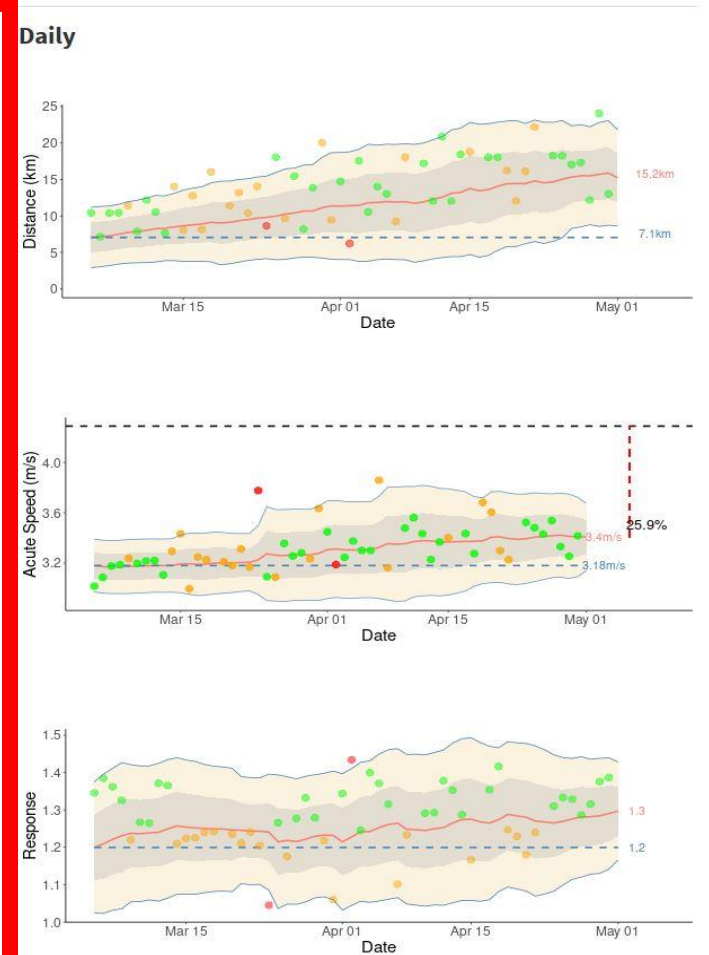 Daily
25
20
15
10
5
0
Distance (km)
15.2km
7.1km
Mar 15 Apr 01 Apr 15 May 01
Date
4.0
3.6
3.2
Acute Speed (m/s)
25.9%
3.4m/s
3.18m/s
Mar 15 Apr 01 Apr 15 May 01
Date
1.5
1.4
1.3
1.2
1.1
1.0
Response
1.3
1.2
Mar 15 Apr 01 Apr 15 May 01
Date